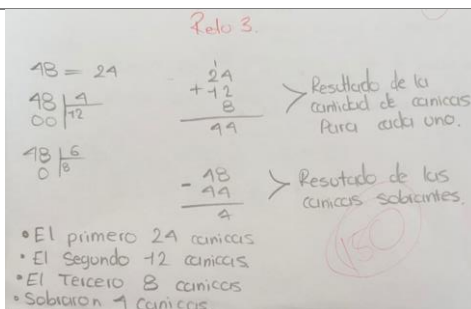 Reto 3.
48 = 24
48 | 4
00 | 12
48 | 6
0 | 8
1
24
+ 12
8
44
Resultado de la
cantidad de canicas
Para cada uno.
- 48
44
4
Resutado de las
canicas sobrantes.
150
• El primero 24 canicas
• El Segundo 12 canicas
• El Tercero 8 canicas
• Sobraron 4 canicas